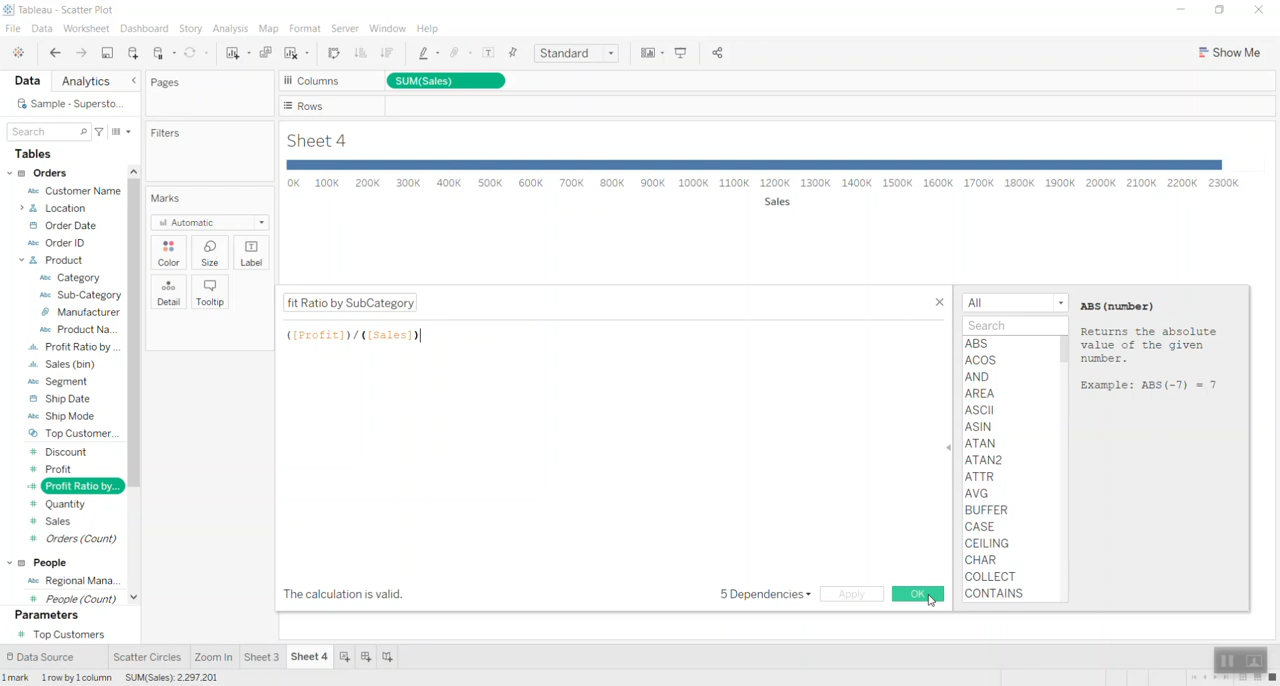 Tableau - Scatter Plot
File Data Worksheet Dashboard Story Analysis Map Format Server Window Help
Standard
Show Me
Data Analytics
Sample - Supersto...
Search
Tables
Orders
Abc Customer Name
Location
Order Date
Abc Order ID
Product
Abc Category
Abc Sub-Category
Manufacturer
Abc Product Na...
Profit Ratio by ...
Sales (bin)
Abc Segment
Ship Date
Abc Ship Mode
Top Customer...
# Discount
# Profit
=# Profit Ratio by...
# Quantity
# Sales
# Orders (Count)
People
Abc Regional Mana...
# People (Count)
Parameters
# Top Customers
Pages
Filters
Marks
Automatic
Color Size Label
Detail Tooltip
Columns SUM(Sales)
Rows
Sheet 4
0K 100K 200K 300K 400K 500K 600K 700K 800K 900K 1000K 1100K 1200K 1300K 1400K 1500K 1600K 1700K 1800K 1900K 2000K 2100K 2200K 2300K
Sales
fit Ratio by SubCategory
([Profit])/([Sales])
The calculation is valid.
5 Dependencies
Apply
OK
All
Search
ABS
ACOS
AND
AREA
ASCII
ASIN
ATAN
ATAN2
ATTR
AVG
BUFFER
CASE
CEILING
CHAR
COLLECT
CONTAINS
ABS(number)
Returns the absolute
value of the given
number.
Example: ABS(-7) = 7
Data Source Scatter Circles Zoom In Sheet 3 Sheet 4
1 mark 1 row by 1 column SUM(Sales): 2,297,201